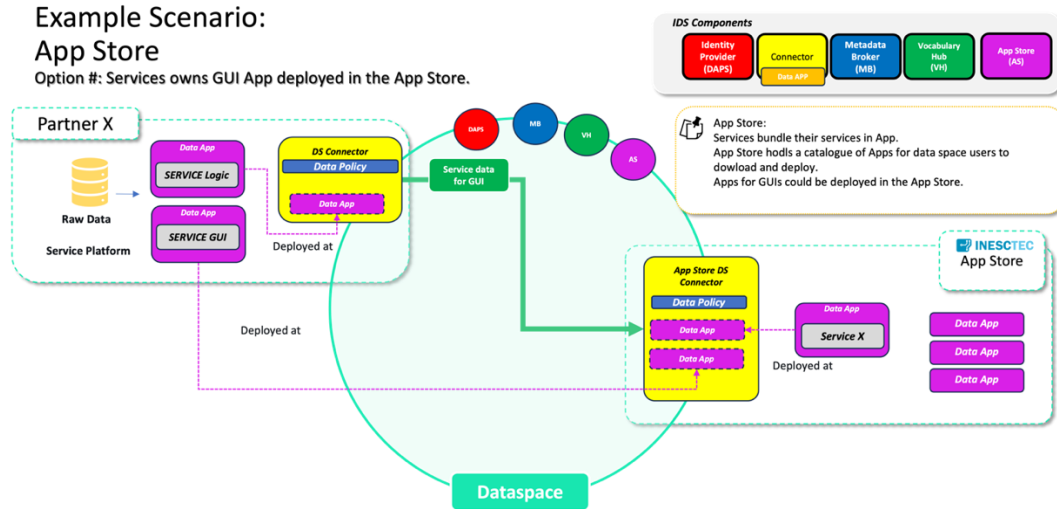 Example Scenario:
App Store
Option #: Services owns GUI App deployed in the App Store.
IDS Components
Identity
Provider
(DAPS)
Connector
Data APP
Metadata
Broker
(MB)
Vocabulary
Hub
(VH)
App Store
(AS)
App Store:
Services bundle their services in App.
App Store hodls a catalogue of Apps for data space users to
dowload and deploy.
Apps for GUIs could be deployed in the App Store.
Partner X
Raw Data
Service Platform
Data App
SERVICE Logic
Data App
SERVICE GUI
DS Connector
Data Policy
Data App
Deployed at
Deployed at
DAPS
MB
VH
AS
Service data
for GUI
INESCTEC
App Store
App Store DS
Connector
Data Policy
Data App
Data App
Data App
Service X
Deployed at
Data App
Data App
Data App
Dataspace